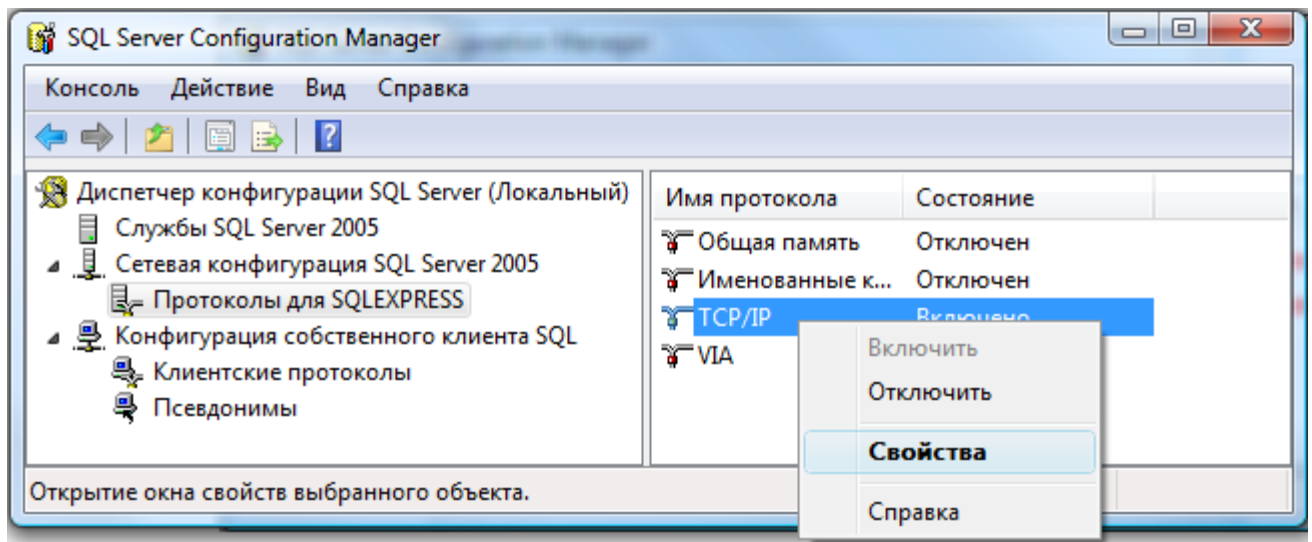 SQL Server Configuration Manager
Консоль Действие Вид Справка
Диспетчер конфигурации SQL Server (Локальный)
Службы SQL Server 2005
Сетевая конфигурация SQL Server 2005
Протоколы для SQLEXPRESS
Конфигурация собственного клиента SQL
Клиентские протоколы
Псевдонимы
Имя протокола Состояние
Общая память Отключен
Именованные к... Отключен
TCP/IP Включено
VIA
Включить
Отключить
Свойства
Справка
Открытие окна свойств выбранного объекта.